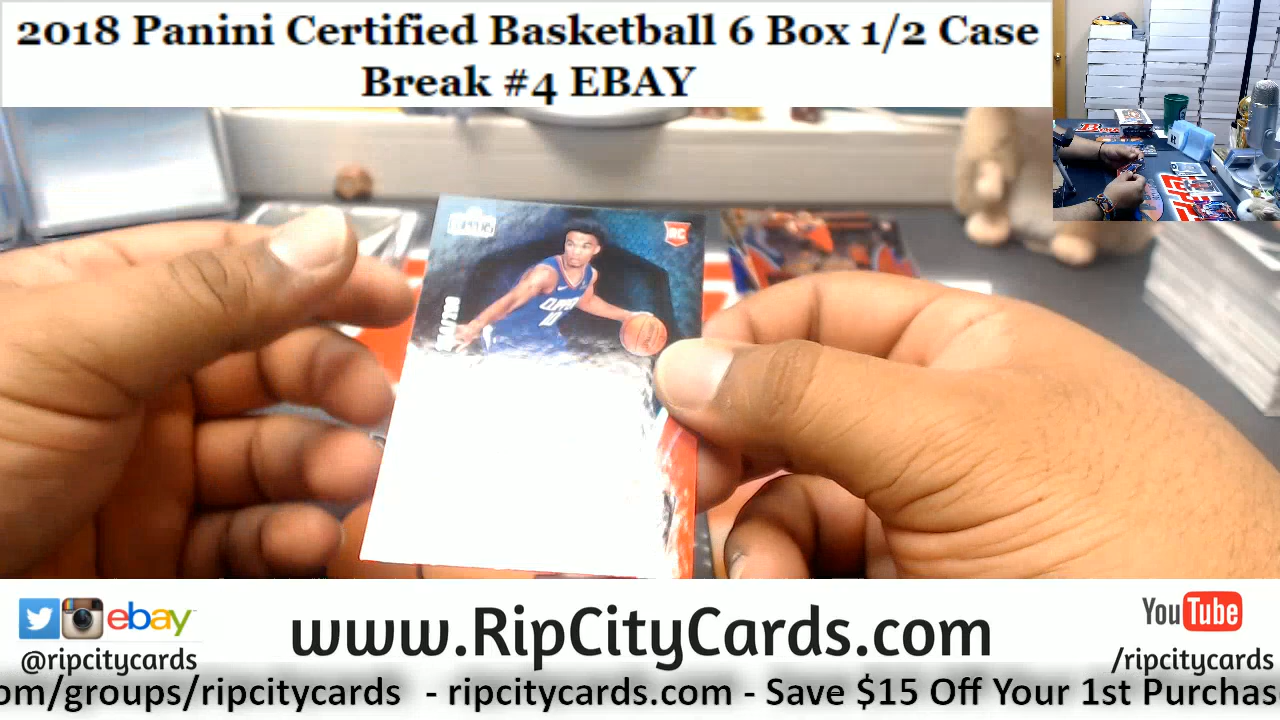 2018 Panini Certified Basketball 6 Box 1/2 Case
Break #4 EBAY
RC
CLIPPERS
ebay
@ripcitycards
www.RipCityCards.com
YouTube
/ripcitycards
om/groups/ripcitycards - ripcitycards.com - Save $15 Off Your 1st Purchas